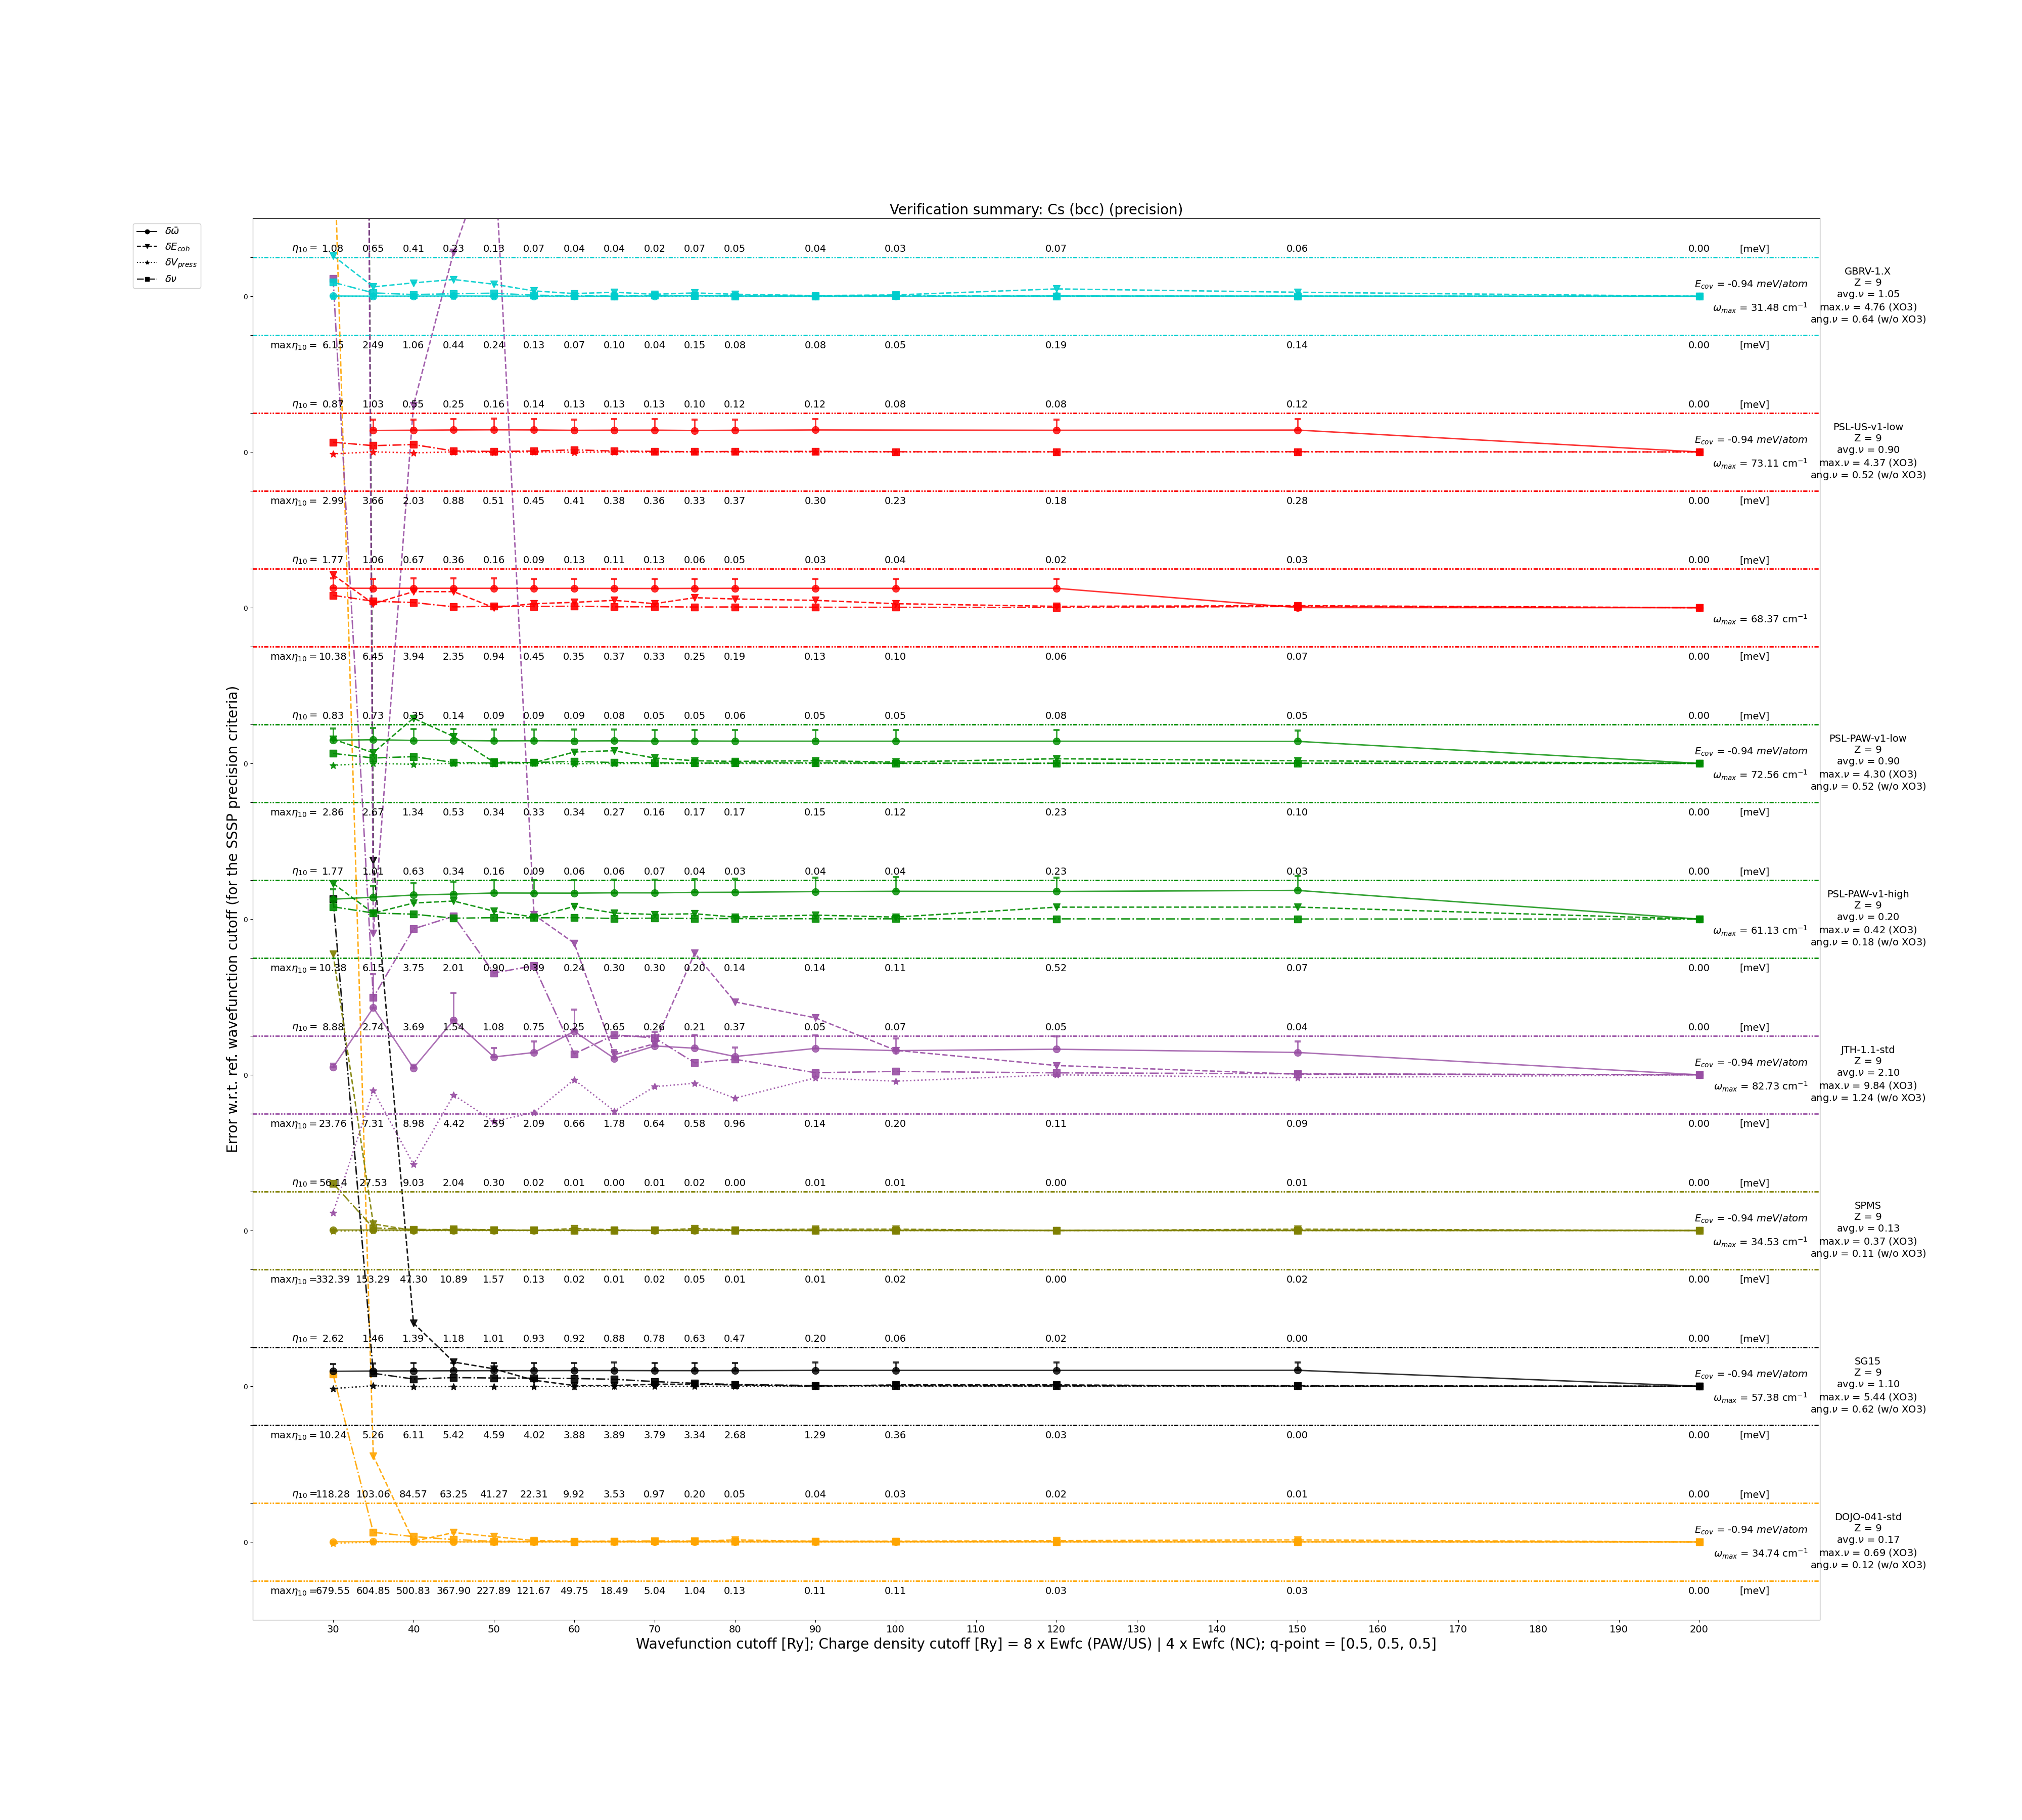 Verification summary: Cs (bcc) (precision)
δω̄
δE_coh
δV_press
δν
Error w.r.t. ref. wavefunction cutoff (for the SSSP precision criteria)
η₁₀ = 1.08 0.65 0.41 0.23 0.13 0.07 0.04 0.04 0.02 0.07 0.05 0.04 0.03 0.07 0.06 0.00 [meV]
0
E_cov = -0.94 meV/atom
ω_max = 31.48 cm⁻¹
GBRV-1.X
Z = 9
avg.ν = 1.05
max.ν = 4.76 (XO3)
ang.ν = 0.64 (w/o XO3)
maxη₁₀ = 6.15 2.49 1.06 0.44 0.24 0.13 0.07 0.10 0.04 0.15 0.08 0.08 0.05 0.19 0.14 0.00 [meV]
η₁₀ = 0.87 1.03 0.55 0.25 0.16 0.14 0.13 0.13 0.13 0.10 0.12 0.12 0.08 0.08 0.12 0.00 [meV]
0
E_cov = -0.94 meV/atom
ω_max = 73.11 cm⁻¹
PSL-US-v1-low
Z = 9
avg.ν = 0.90
max.ν = 4.37 (XO3)
ang.ν = 0.52 (w/o XO3)
maxη₁₀ = 2.99 3.66 2.03 0.88 0.51 0.45 0.41 0.38 0.36 0.33 0.37 0.30 0.23 0.18 0.28 0.00 [meV]
η₁₀ = 1.77 1.06 0.67 0.36 0.16 0.09 0.13 0.11 0.13 0.06 0.05 0.03 0.04 0.02 0.03 0.00 [meV]
0
ω_max = 68.37 cm⁻¹
maxη₁₀ = 10.38 6.45 3.94 2.35 0.94 0.45 0.35 0.37 0.33 0.25 0.19 0.13 0.10 0.06 0.07 0.00 [meV]
η₁₀ = 0.83 0.73 0.35 0.14 0.09 0.09 0.09 0.08 0.05 0.05 0.06 0.05 0.05 0.08 0.05 0.00 [meV]
0
E_cov = -0.94 meV/atom
ω_max = 72.56 cm⁻¹
PSL-PAW-v1-low
Z = 9
avg.ν = 0.90
max.ν = 4.30 (XO3)
ang.ν = 0.52 (w/o XO3)
maxη₁₀ = 2.86 2.67 1.34 0.53 0.34 0.33 0.34 0.27 0.16 0.17 0.17 0.15 0.12 0.23 0.10 0.00 [meV]
η₁₀ = 1.77 1.01 0.63 0.34 0.16 0.09 0.06 0.06 0.07 0.04 0.03 0.04 0.04 0.23 0.03 0.00 [meV]
0
ω_max = 61.13 cm⁻¹
PSL-PAW-v1-high
Z = 9
avg.ν = 0.20
max.ν = 0.42 (XO3)
ang.ν = 0.18 (w/o XO3)
maxη₁₀ = 10.38 6.15 3.75 2.01 0.90 0.39 0.24 0.30 0.30 0.20 0.14 0.14 0.11 0.52 0.07 0.00 [meV]
η₁₀ = 8.88 2.74 3.69 1.54 1.08 0.75 0.25 0.65 0.26 0.21 0.37 0.05 0.07 0.05 0.04 0.00 [meV]
0
E_cov = -0.94 meV/atom
ω_max = 82.73 cm⁻¹
JTH-1.1-std
Z = 9
avg.ν = 2.10
max.ν = 9.84 (XO3)
ang.ν = 1.24 (w/o XO3)
maxη₁₀ = 23.76 7.31 8.98 4.42 2.59 2.09 0.66 1.78 0.64 0.58 0.96 0.14 0.20 0.11 0.09 0.00 [meV]
η₁₀ = 56.14 27.53 9.03 2.04 0.30 0.02 0.01 0.00 0.01 0.02 0.00 0.01 0.01 0.00 0.01 0.00 [meV]
0
E_cov = -0.94 meV/atom
ω_max = 34.53 cm⁻¹
SPMS
Z = 9
avg.ν = 0.13
max.ν = 0.37 (XO3)
ang.ν = 0.11 (w/o XO3)
maxη₁₀ = 332.39 153.29 47.30 10.89 1.57 0.13 0.02 0.01 0.02 0.05 0.01 0.01 0.02 0.00 0.02 0.00 [meV]
η₁₀ = 2.62 1.46 1.39 1.18 1.01 0.93 0.92 0.88 0.78 0.63 0.47 0.20 0.06 0.02 0.00 0.00 [meV]
0
E_cov = -0.94 meV/atom
ω_max = 57.38 cm⁻¹
SG15
Z = 9
avg.ν = 1.10
max.ν = 5.44 (XO3)
ang.ν = 0.62 (w/o XO3)
maxη₁₀ = 10.24 5.26 6.11 5.42 4.59 4.02 3.88 3.89 3.79 3.34 2.68 1.29 0.36 0.03 0.00 0.00 [meV]
η₁₀ = 118.28 103.06 84.57 63.25 41.27 22.31 9.92 3.53 0.97 0.20 0.05 0.04 0.03 0.02 0.01 0.00 [meV]
0
E_cov = -0.94 meV/atom
ω_max = 34.74 cm⁻¹
DOJO-041-std
Z = 9
avg.ν = 0.17
max.ν = 0.69 (XO3)
ang.ν = 0.12 (w/o XO3)
maxη₁₀ = 679.55 604.85 500.83 367.90 227.89 121.67 49.75 18.49 5.04 1.04 0.13 0.11 0.11 0.03 0.03 0.00 [meV]
30 40 50 60 70 80 90 100 110 120 130 140 150 160 170 180 190 200
Wavefunction cutoff [Ry]; Charge density cutoff [Ry] = 8 x Ewfc (PAW/US) | 4 x Ewfc (NC); q-point = [0.5, 0.5, 0.5]